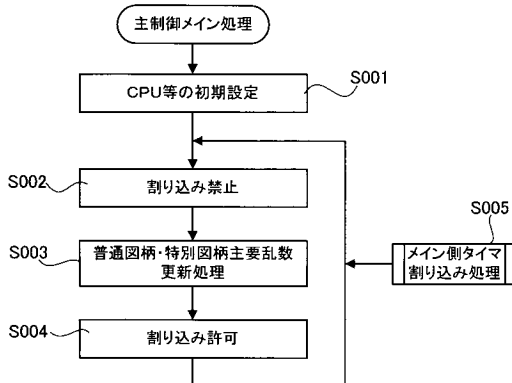 主制御メイン処理
S001
CPU等の初期設定
S002
割り込み禁止
S005
S003
普通図柄・特別図柄主要乱数
更新処理
メイン側タイマ
割り込み処理
S004
割り込み許可